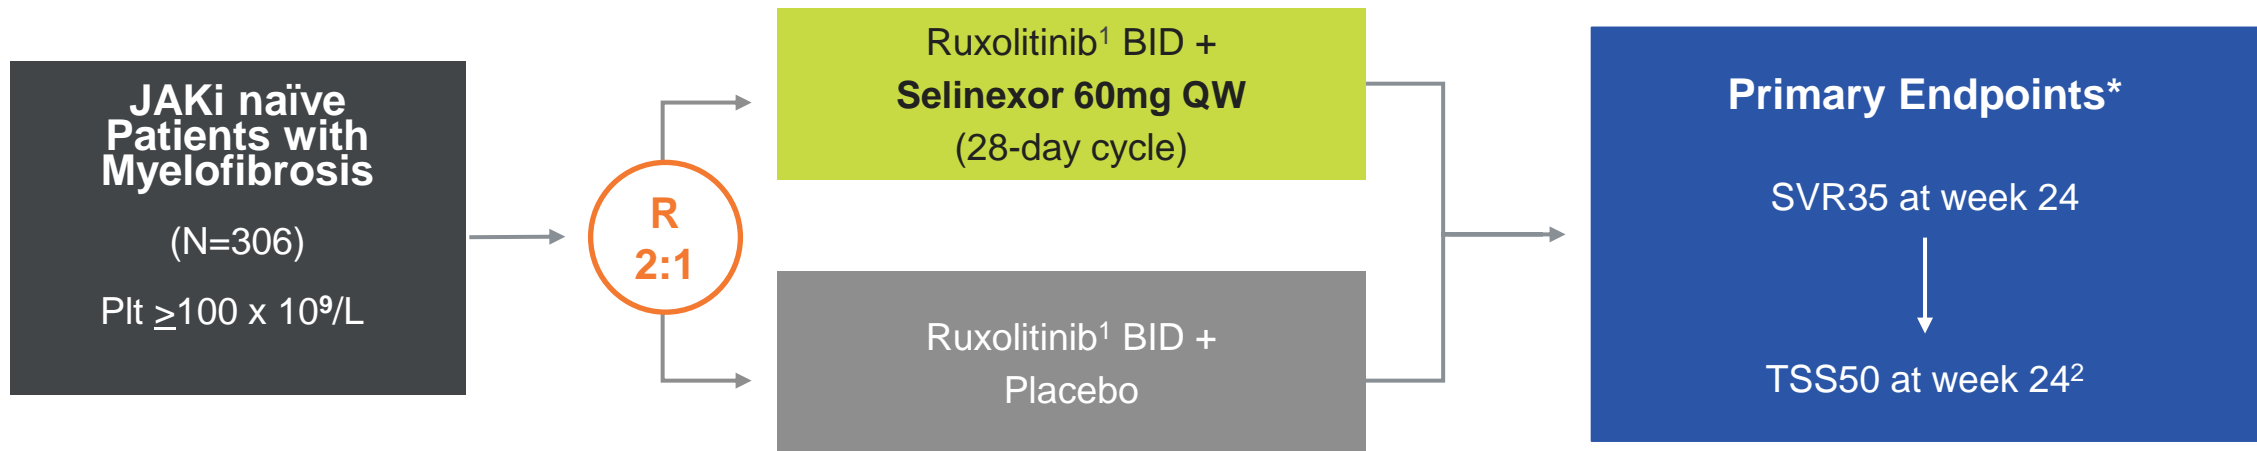 JAKi naïve
Patients with
Myelofibrosis
(N=306)
Plt ≥100 x 10⁹/L
R
2:1
Ruxolitinib¹ BID +
Selinexor 60mg QW
(28-day cycle)
Ruxolitinib¹ BID +
Placebo
Primary Endpoints*
SVR35 at week 24
TSS50 at week 24²